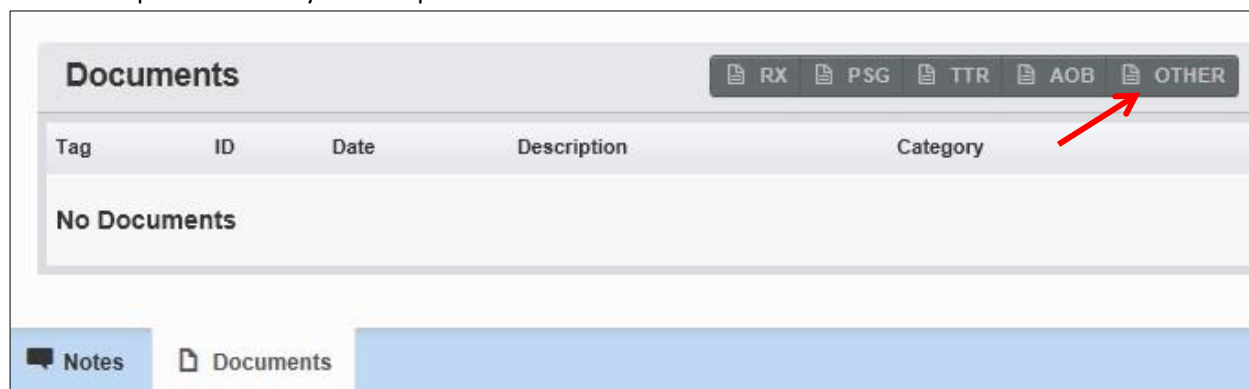 Documents RX PSG TTR AOB OTHER
Tag ID Date Description Category
No Documents
Notes Documents